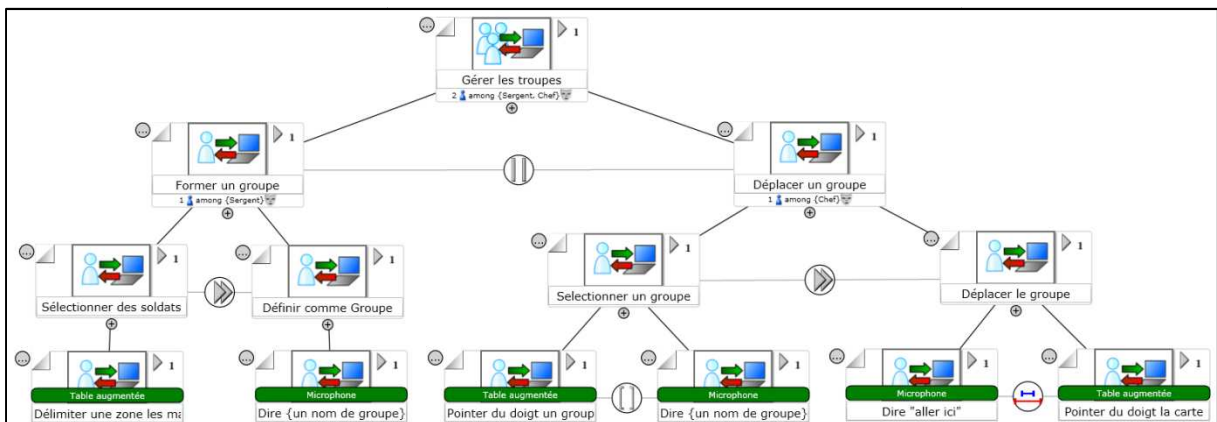 1
Gérer les troupes
2 among {Sergent, Chef}
1
1
Former un groupe
Déplacer un groupe
1 among {Sergent}
1 among {Chef}
1
1
1
1
Sélectionner des soldats
Définir comme Groupe
Selectionner un groupe
Déplacer le groupe
1
1
1
1
1
1
Table augmentée
Microphone
Table augmentée
Microphone
Microphone
Table augmentée
Délimiter une zone les ma
Dire {un nom de groupe}
Pointer du doigt un group
Dire {un nom de groupe}
Dire "aller ici"
Pointer du doigt la carte